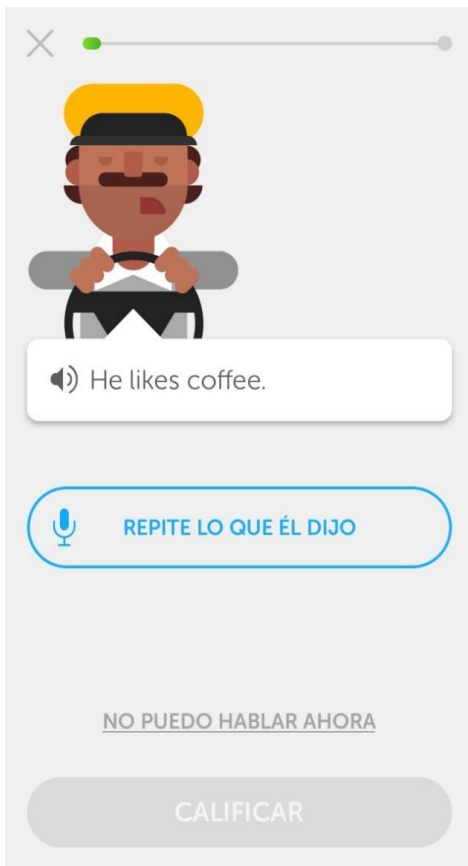 He likes coffee.
REPITE LO QUE ÉL DIJO
NO PUEDO HABLAR AHORA
CALIFICAR